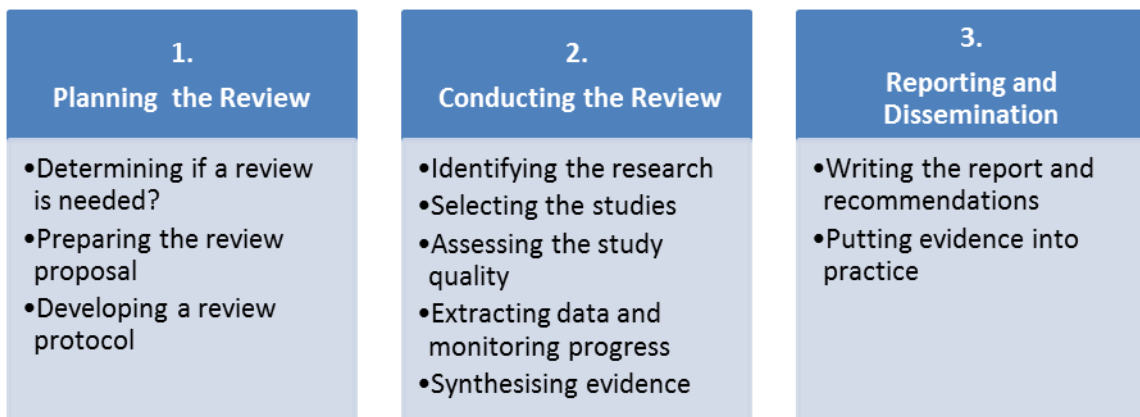 1.
Planning the Review
•Determining if a review
is needed?
•Preparing the review
proposal
•Developing a review
protocol
2.
Conducting the Review
•Identifying the research
•Selecting the studies
•Assessing the study
quality
•Extracting data and
monitoring progress
•Synthesising evidence
3.
Reporting and
Dissemination
•Writing the report and
recommendations
•Putting evidence into
practice